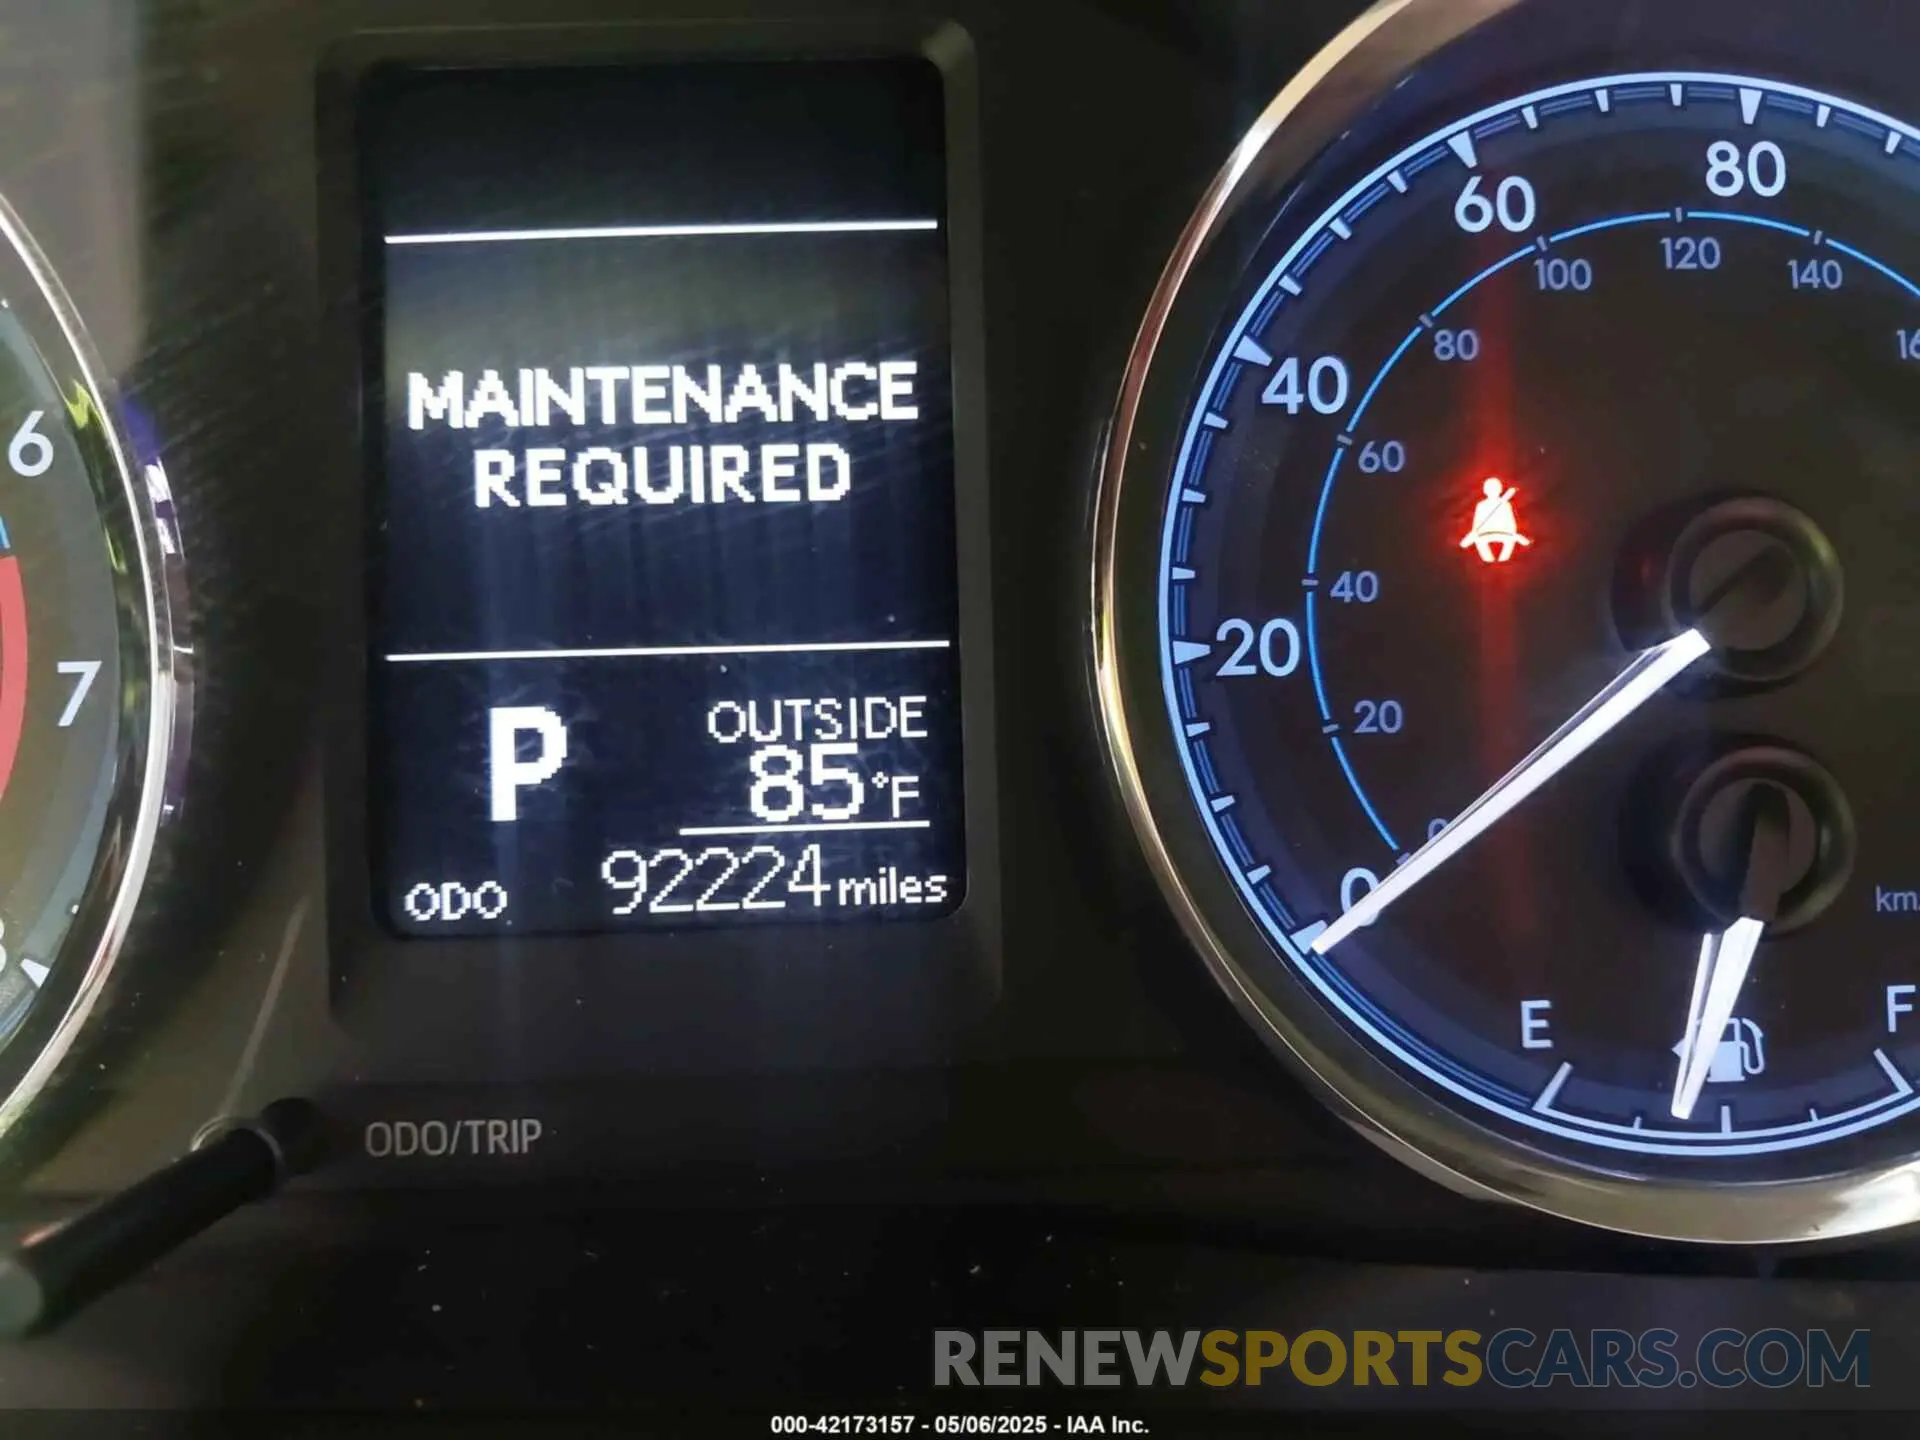 MAINTENANCE
REQUIRED
P
OUTSIDE
85°F
ODO 92224 miles
ODO/TRIP
6
7
0
20
40
60
80
0
20
40
60
80
100
120
140
E
F
RENEWSPORTSCARS.COM
000-42173157 - 05/06/2025 - IAA Inc.